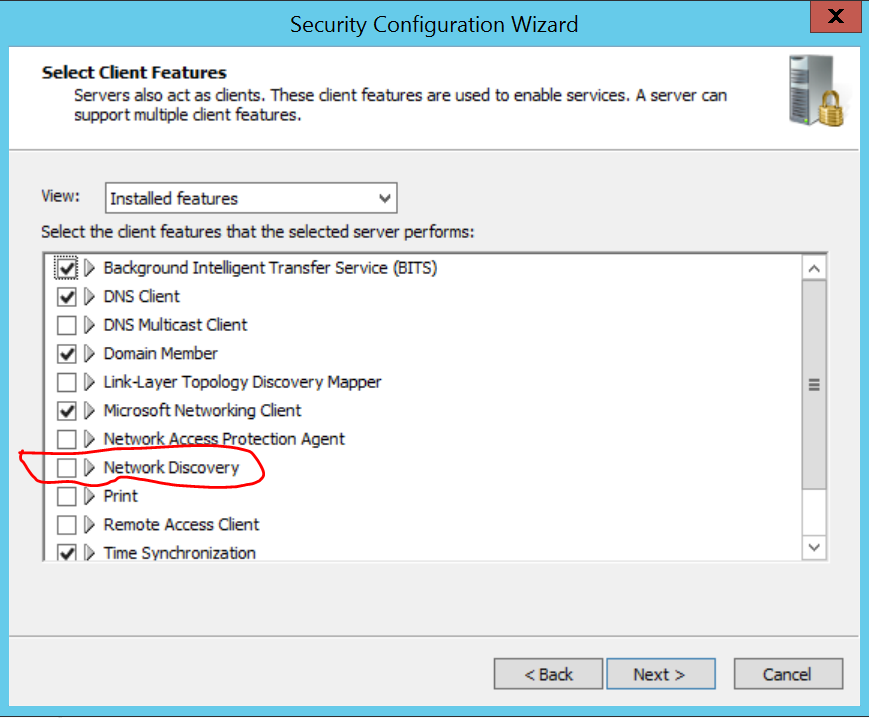 Security Configuration Wizard
X
Select Client Features
Servers also act as clients. These client features are used to enable services. A server can
support multiple client features.
View: Installed features
Select the client features that the selected server performs:
Background Intelligent Transfer Service (BITS)
DNS Client
DNS Multicast Client
Domain Member
Link-Layer Topology Discovery Mapper
Microsoft Networking Client
Network Access Protection Agent
Network Discovery
Print
Remote Access Client
Time Synchronization
< Back Next > Cancel